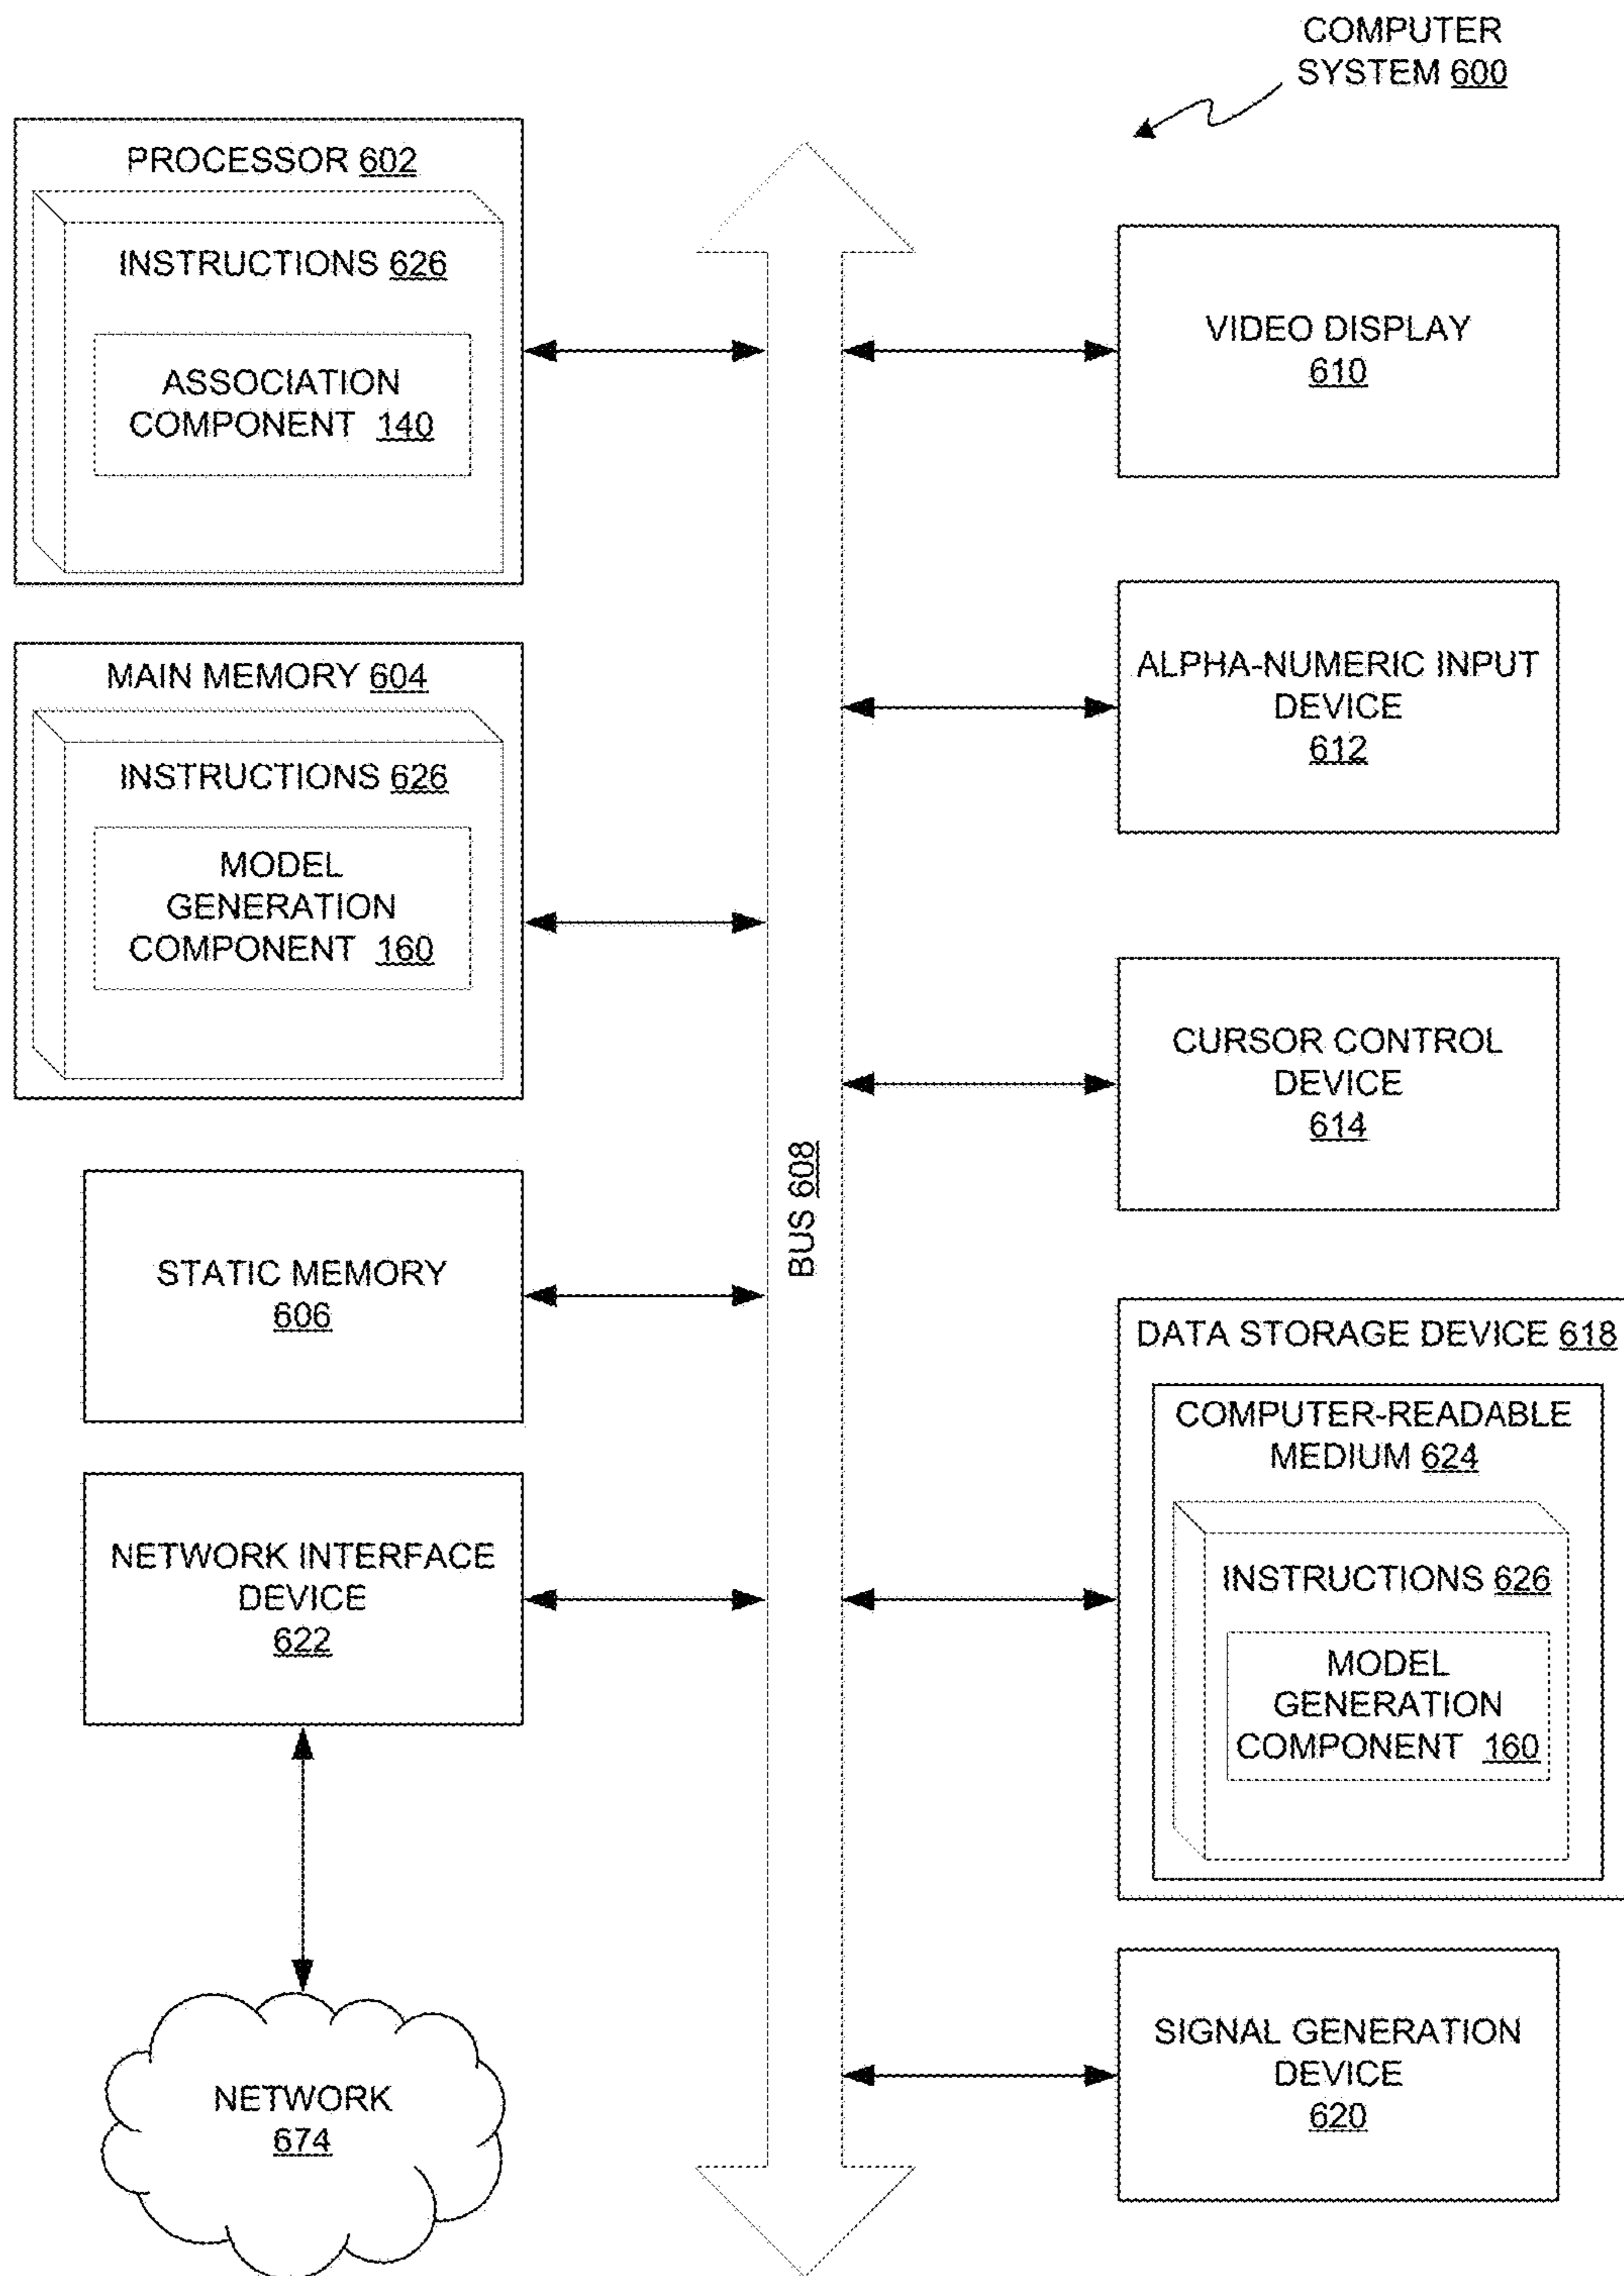 COMPUTER
SYSTEM 600
PROCESSOR 602
INSTRUCTIONS 626
ASSOCIATION
COMPONENT 140
MAIN MEMORY 604
INSTRUCTIONS 626
MODEL
GENERATION
COMPONENT 160
STATIC MEMORY
606
NETWORK INTERFACE
DEVICE
622
NETWORK
674
BUS 608
VIDEO DISPLAY
610
ALPHA-NUMERIC INPUT
DEVICE
612
CURSOR CONTROL
DEVICE
614
DATA STORAGE DEVICE 618
COMPUTER-READABLE
MEDIUM 624
INSTRUCTIONS 626
MODEL
GENERATION
COMPONENT 160
SIGNAL GENERATION
DEVICE
620